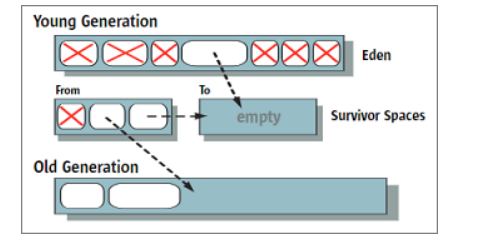 Young Generation
Eden
From
To
empty
Survivor Spaces
Old Generation